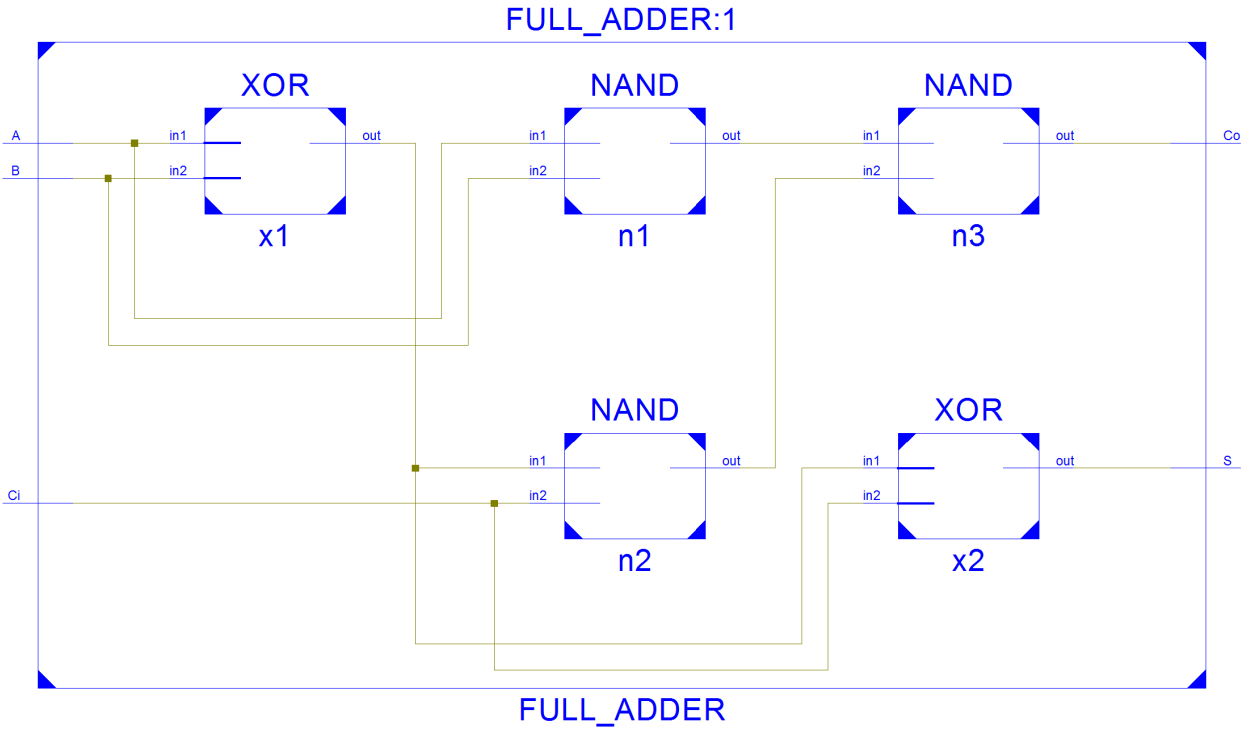 FULL_ADDER:1
XOR NAND NAND
A in1 out in1 out in1 out Co
B in2 in2 in2
x1 n1 n3
NAND XOR
in1 out in1 out S
Ci in2 in2
n2 x2
FULL_ADDER